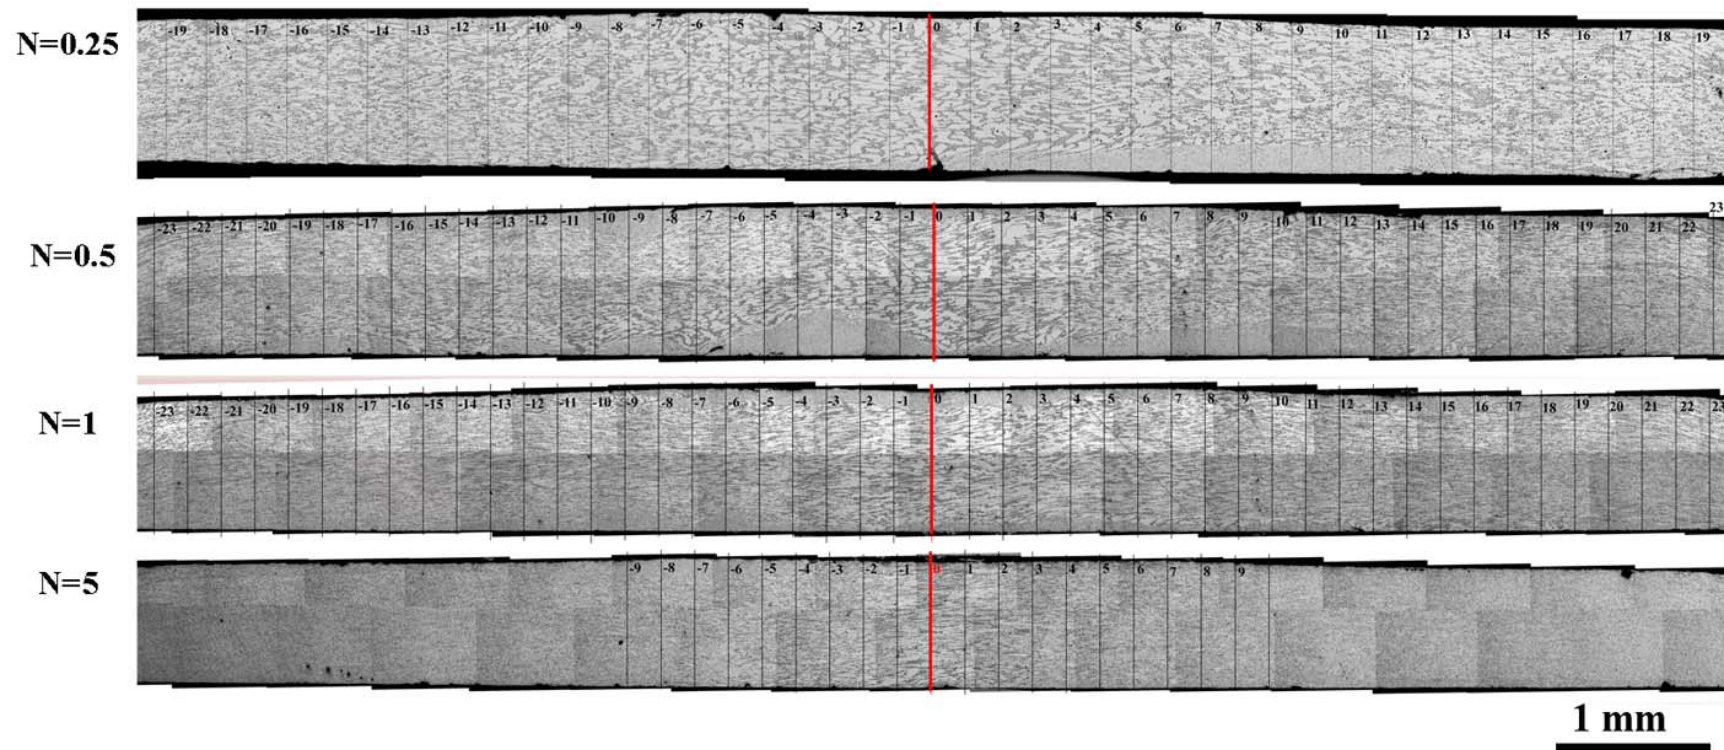 -19 -18 -17 -16 -15 -14 -13 -12 -11 -10 -9 -8 -7 -6 -5 -4 -3 -2 -1 0 1 2 3 4 5 6 7 8 9 10 11 12 13 14 15 16 17 18 19
N=0.25
23
-23 -22 -21 -20 -19 -18 -17 -16 -15 -14 -13 -12 -11 -10 -9 -8 -7 -6 -5 -4 -3 -2 -1 0 1 2 3 4 5 6 7 8 9 10 11 12 13 14 15 16 17 18 19 20 21 22
N=0.5
-23 -22 -21 -20 -19 -18 -17 -16 -15 -14 -13 -12 -11 -10 -9 -8 -7 -6 -5 -4 -3 -2 -1 0 1 2 3 4 5 6 7 8 9 10 11 12 13 14 15 16 17 18 19 20 21 22 23
N=1
-9 -8 -7 -6 -5 -4 -3 -2 -1 0 1 2 3 4 5 6 7 8 9
N=5
1 mm